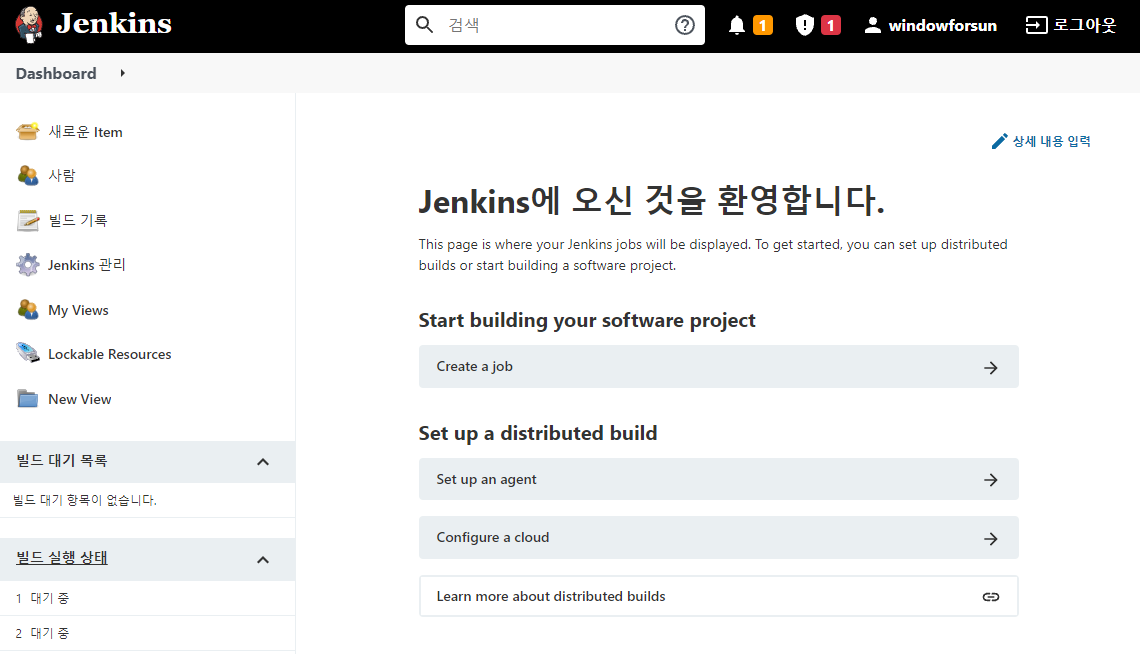 Jenkins
검색
1
1
windowforsun
로그아웃
Dashboard
새로운 Item
사람
빌드 기록
Jenkins 관리
My Views
Lockable Resources
New View
빌드 대기 목록
빌드 대기 항목이 없습니다.
빌드 실행 상태
1 대기 중
2 대기 중
상세 내용 입력
Jenkins에 오신 것을 환영합니다.
This page is where your Jenkins jobs will be displayed. To get started, you can set up distributed
builds or start building a software project.
Start building your software project
Create a job
Set up a distributed build
Set up an agent
Configure a cloud
Learn more about distributed builds